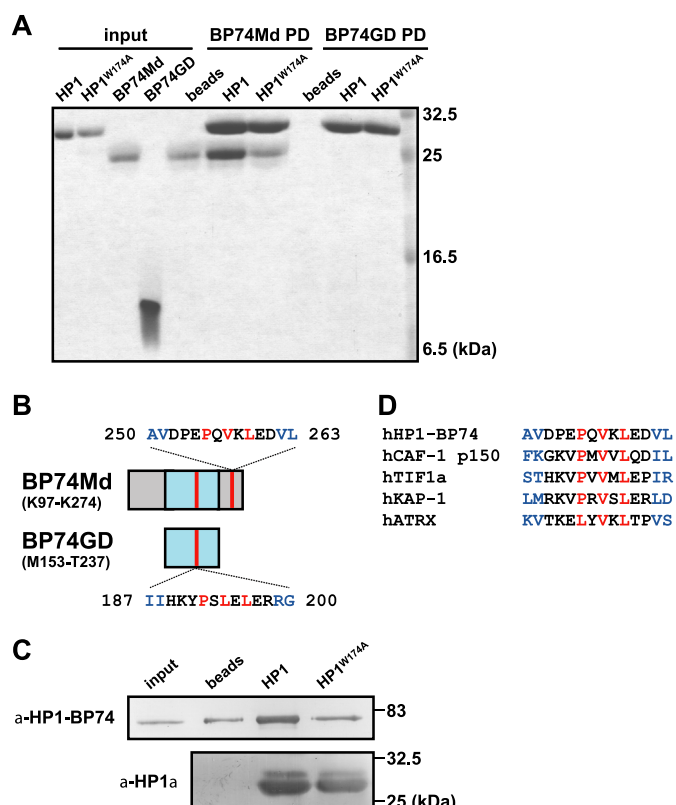 A
input BP74Md PD BP74GD PD
HP1 HP1W174A BP74Md BP74GD beads HP1 HP1W174A beads HP1 HP1W174A
32.5
25
16.5
6.5 (kDa)
B
250 AVDPEPQVKLEDVL 263
BP74Md
(K97-K274)
BP74GD
(M153-T237)
187 IIHKYPSLELERRG 200
D
hHP1-BP74 AVDPEPQVKLEDVL
hCAF-1 p150 FKGKVPMVVLQDIL
hTIF1a STHKVPVVMLEPIR
hKAP-1 LMRKVPRVSLERLD
hATRX KVTKELYVKLTPVS
C
input beads HP1 HP1W174A
a-HP1-BP74
83
a-HP1a
32.5
25 (kDa)